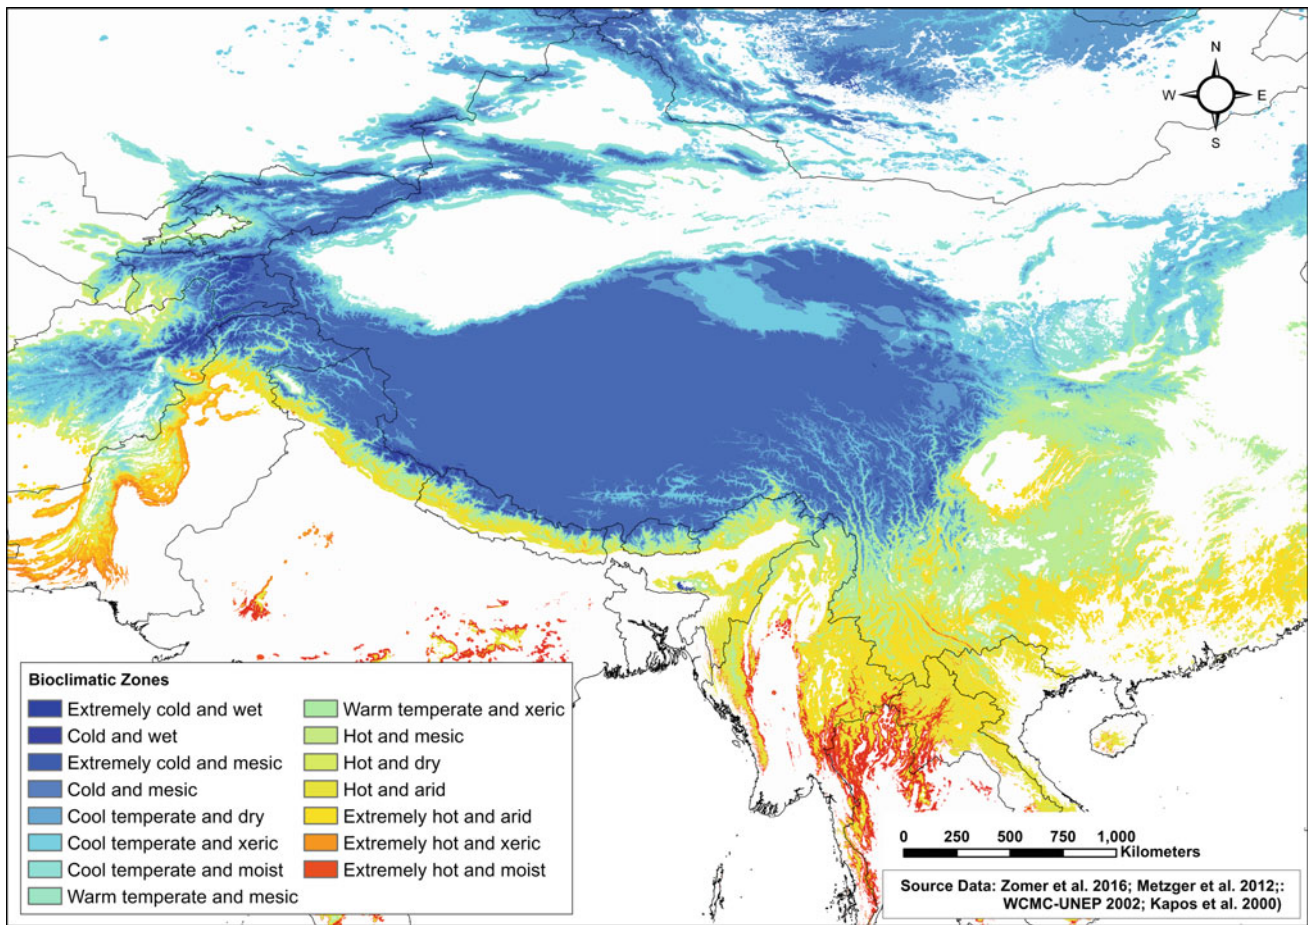 N
W E
S
Bioclimatic Zones
Extremely cold and wet
Cold and wet
Extremely cold and mesic
Cold and mesic
Cool temperate and dry
Cool temperate and xeric
Cool temperate and moist
Warm temperate and mesic
Warm temperate and xeric
Hot and mesic
Hot and dry
Hot and arid
Extremely hot and arid
Extremely hot and xeric
Extremely hot and moist
0 250 500 750 1,000
Kilometers
Source Data: Zomer et al. 2016; Metzger et al. 2012;:
WCMC-UNEP 2002; Kapos et al. 2000)